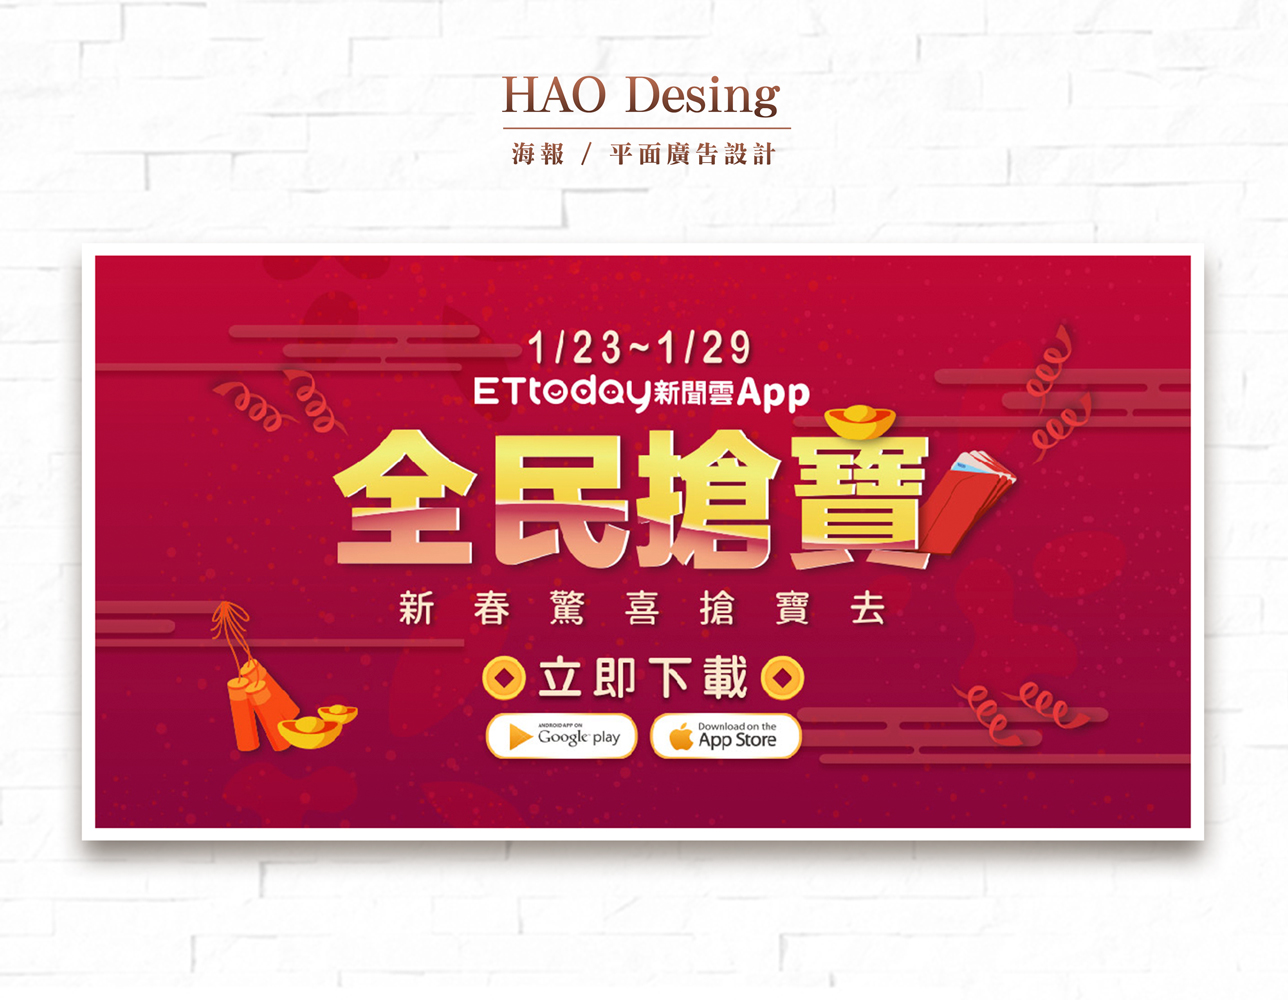 HAO Desing
海報 / 平面廣告設計
1/23~1/29
ETtoday新聞雲App
全民搶寶
新春驚喜搶寶去
立即下載
ANDROID APP ON
Google play
Download on the
App Store